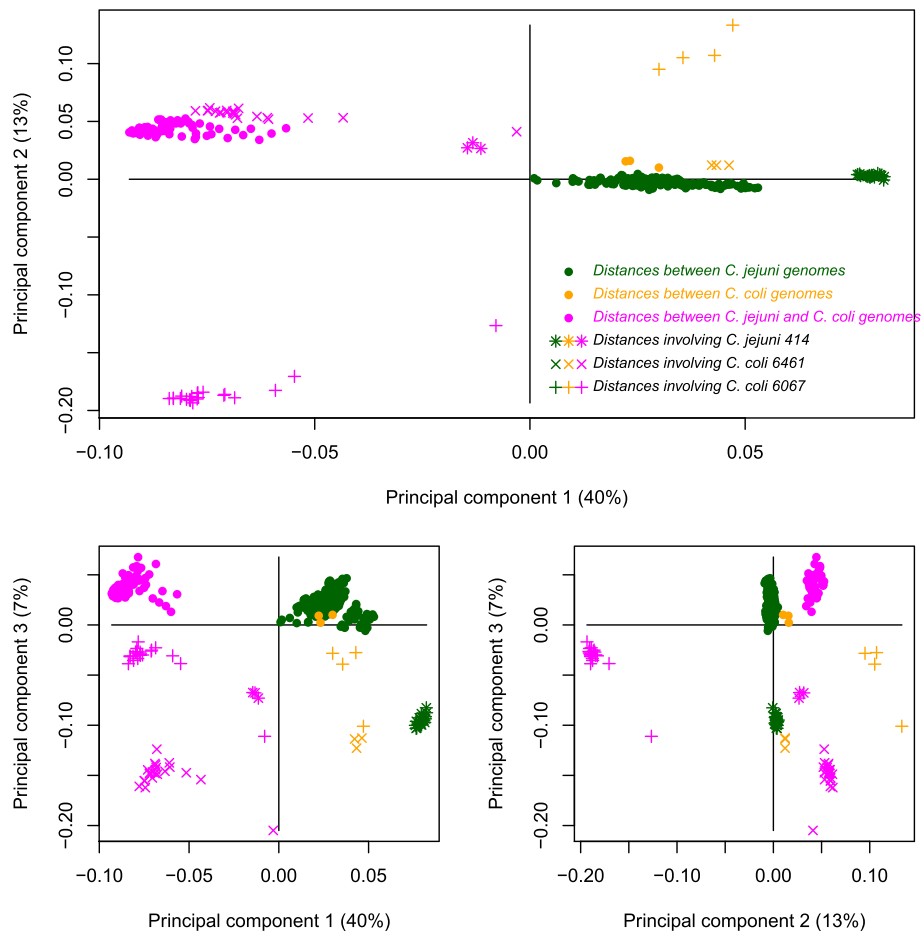 0.10
0.05
0.00
−0.10
−0.20
Principal component 2 (13%)
Distances between C. jejuni genomes
Distances between C. coli genomes
Distances between C. jejuni and C. coli genomes
Distances involving C. jejuni 414
Distances involving C. coli 6461
Distances involving C. coli 6067
−0.10 −0.05 0.00 0.05
Principal component 1 (40%)
0.00
−0.10
−0.20
Principal component 3 (7%)
−0.10 −0.05 0.00 0.05
Principal component 1 (40%)
0.00
−0.10
−0.20
Principal component 3 (7%)
−0.20 −0.10 0.00 0.10
Principal component 2 (13%)